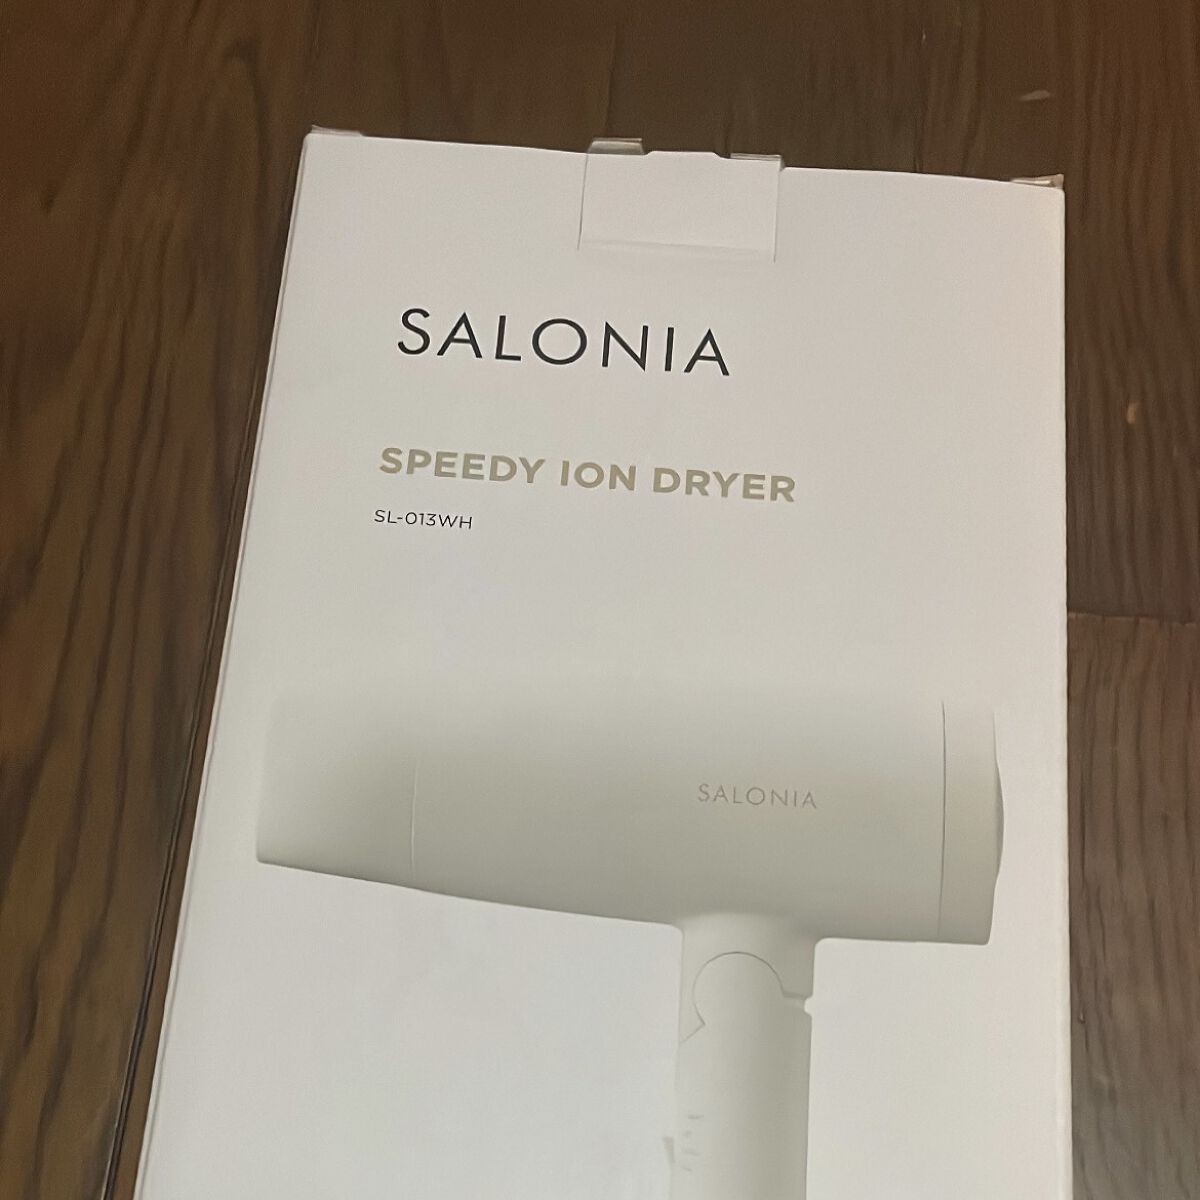 SALONIA
SPEEDY ION DRYER
SL-013WH
SALONIA